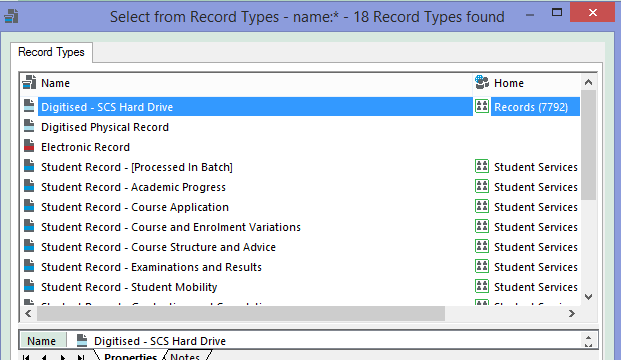 Select from Record Types - name:* - 18 Record Types found
Record Types
Name Home
Digitised - SCS Hard Drive Records (7792)
Digitised Physical Record
Electronic Record
Student Record - [Processed In Batch] Student Services
Student Record - Academic Progress Student Services
Student Record - Course Application Student Services
Student Record - Course and Enrolment Variations Student Services
Student Record - Course Structure and Advice Student Services
Student Record - Examinations and Results Student Services
Student Record - Student Mobility Student Services
Student Record - Student Services
Name Digitised - SCS Hard Drive
Properties Notes